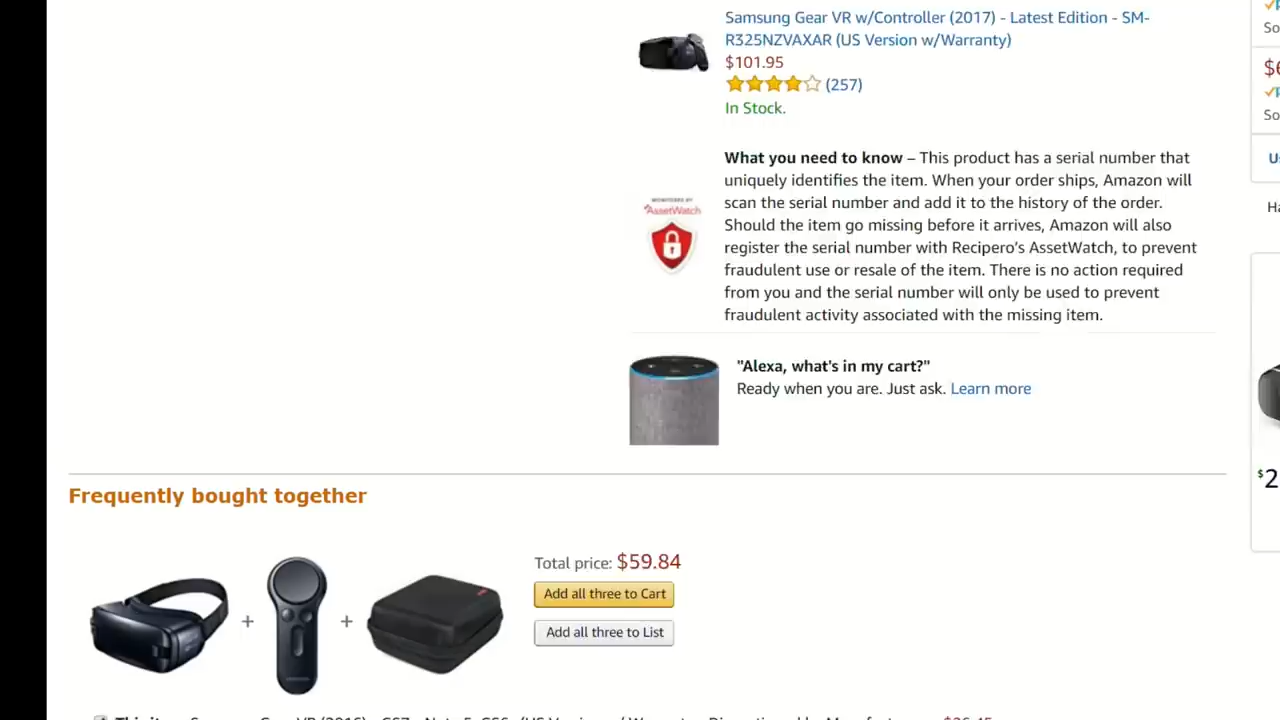 Samsung Gear VR w/Controller (2017) - Latest Edition - SM-
R325NZVAXAR (US Version w/Warranty)
$101.95
(257)
In Stock.
What you need to know – This product has a serial number that
uniquely identifies the item. When your order ships, Amazon will
scan the serial number and add it to the history of the order.
Should the item go missing before it arrives, Amazon will also
register the serial number with Recipero's AssetWatch, to prevent
fraudulent use or resale of the item. There is no action required
from you and the serial number will only be used to prevent
fraudulent activity associated with the missing item.
MONITORED BY
AssetWatch
"Alexa, what's in my cart?"
Ready when you are. Just ask. Learn more
Frequently bought together
Total price: $59.84
+
+
Add all three to Cart
Add all three to List
So
$6
So
Ha
$2